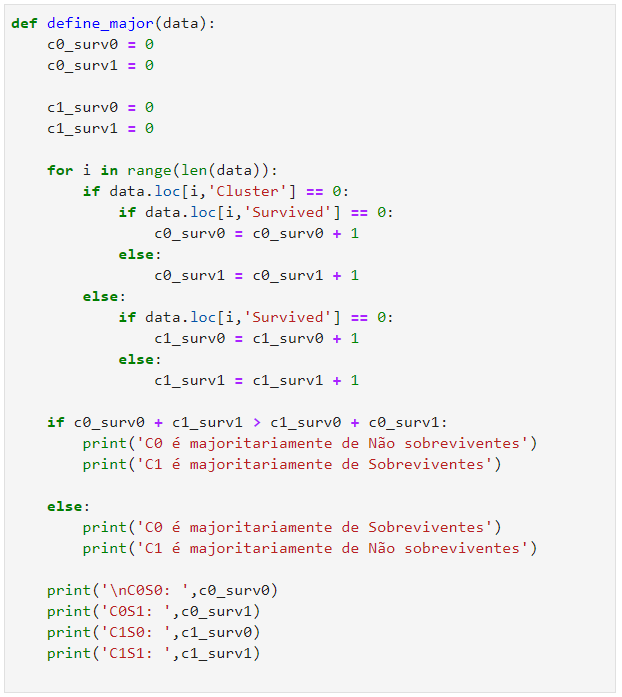 def define_major(data):
    c0_surv0 = 0
    c0_surv1 = 0

    c1_surv0 = 0
    c1_surv1 = 0

    for i in range(len(data)):
        if data.loc[i,'Cluster'] == 0:
            if data.loc[i,'Survived'] == 0:
                c0_surv0 = c0_surv0 + 1
            else:
                c0_surv1 = c0_surv1 + 1
        else:
            if data.loc[i,'Survived'] == 0:
                c1_surv0 = c1_surv0 + 1
            else:
                c1_surv1 = c1_surv1 + 1

    if c0_surv0 + c1_surv1 > c1_surv0 + c0_surv1:
        print('C0 é majoritariamente de Não sobreviventes')
        print('C1 é majoritariamente de Sobreviventes')

    else:
        print('C0 é majoritariamente de Sobreviventes')
        print('C1 é majoritariamente de Não sobreviventes')

    print('\nC0S0: ',c0_surv0)
    print('C0S1: ',c0_surv1)
    print('C1S0: ',c1_surv0)
    print('C1S1: ',c1_surv1)